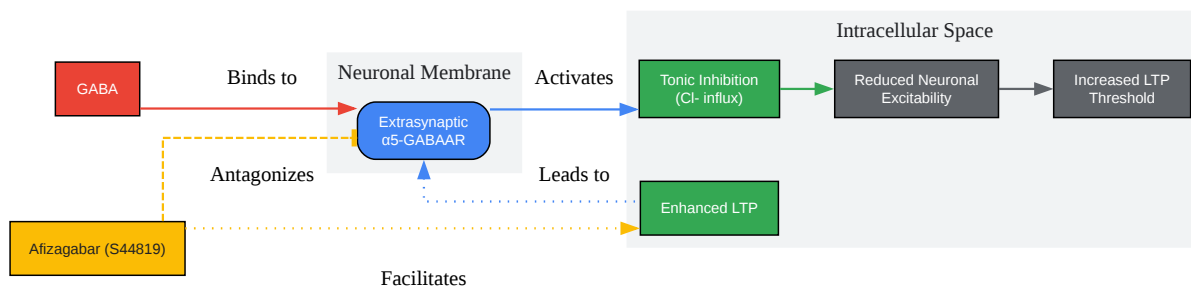 Intracellular Space
Neuronal Membrane
GABA
Binds to
Extrasynaptic
α5-GABAAR
Activates
Tonic Inhibition
(Cl- influx)
Reduced Neuronal
Excitability
Increased LTP
Threshold
Antagonizes
Leads to
Enhanced LTP
Afizagabar (S44819)
Facilitates